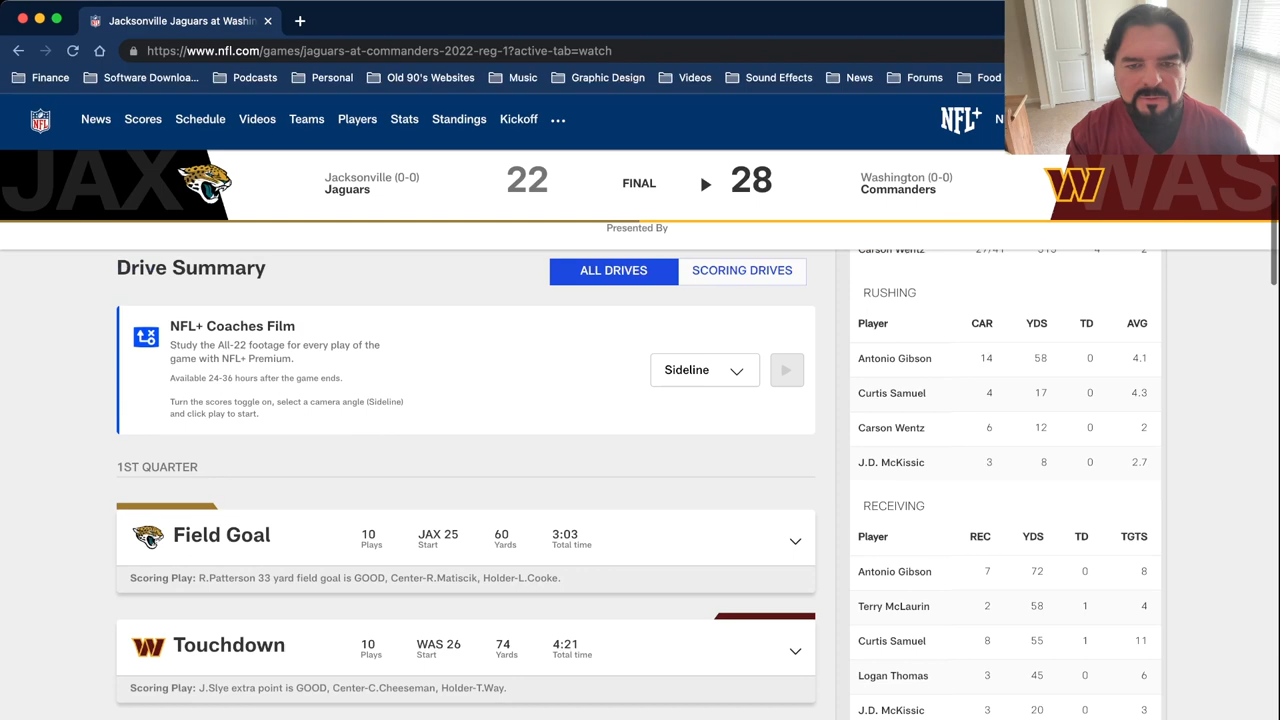 Jacksonville Jaguars at Washin
https://www.nfl.com/games/jaguars-at-commanders-2022-reg-1?active-tab=watch
Finance Software Downloa... Podcasts Personal Old 90's Websites Music Graphic Design Videos Sound Effects News Forums Food
NFL News Scores Schedule Videos Teams Players Stats Standings Kickoff ... NFL+ N
JAX Jacksonville (0-0) 22 FINAL 28 Washington (0-0) W WAS
Jaguars Commanders
Presented By
Drive Summary ALL DRIVES SCORING DRIVES
NFL+ Coaches Film
Study the All-22 footage for every play of the
game with NFL+ Premium.
Available 24-36 hours after the game ends.
Turn the scores toggle on, select a camera angle (Sideline)
and click play to start.
Sideline
1ST QUARTER
Field Goal 10 JAX 25 60 3:03
Plays Start Yards Total time
Scoring Play: R.Patterson 33 yard field goal is GOOD, Center-R.Matiscik, Holder-L.Cooke.
W Touchdown 10 WAS 26 74 4:21
Plays Start Yards Total time
Scoring Play: J.Slye extra point is GOOD, Center-C.Cheeseman, Holder-T.Way.
Carson Wentz 27/41 313 4 2
RUSHING
Player CAR YDS TD AVG
Antonio Gibson 14 58 0 4.1
Curtis Samuel 4 17 0 4.3
Carson Wentz 6 12 0 2
J.D. McKissic 3 8 0 2.7
RECEIVING
Player REC YDS TD TGTS
Antonio Gibson 7 72 0 8
Terry McLaurin 2 58 1 4
Curtis Samuel 8 55 1 11
Logan Thomas 3 45 0 6
J.D. McKissic 3 20 0 3